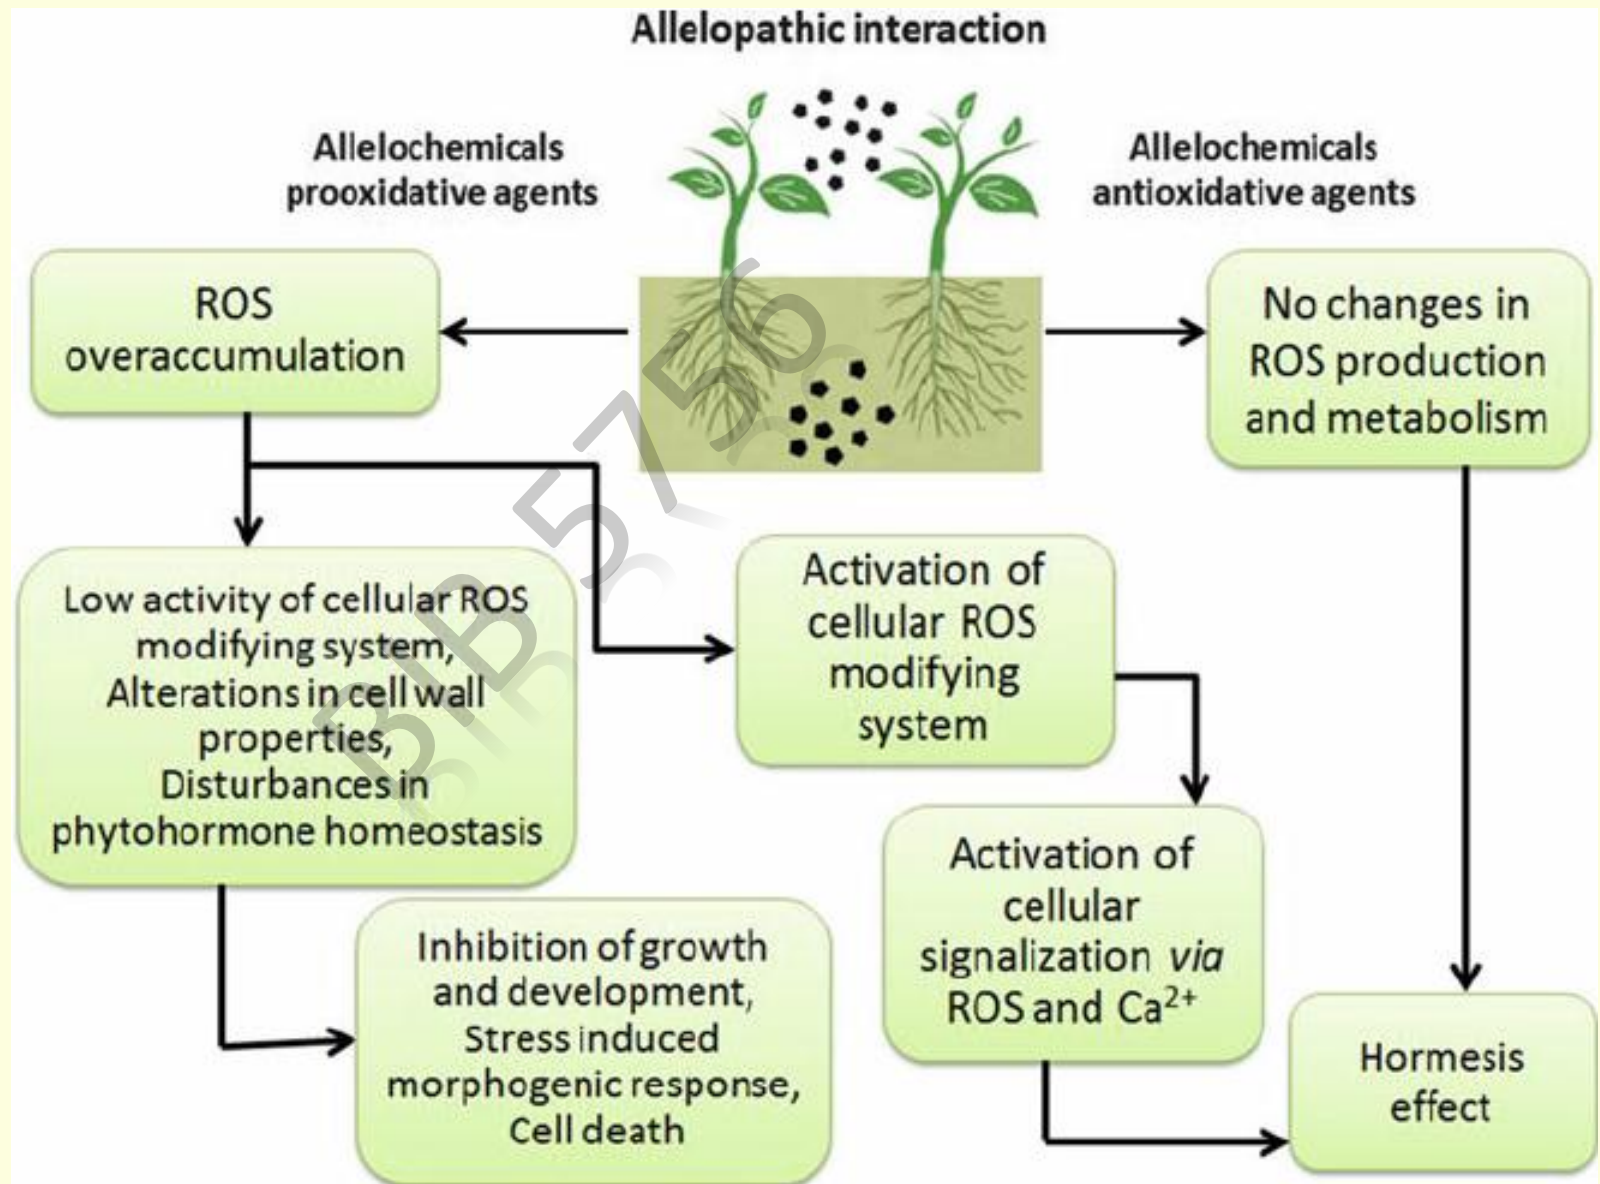 Allelopathic interaction
Allelochemicals
prooxidative agents
Allelochemicals
antioxidative agents
ROS
overaccumulation
No changes in
ROS production
and metabolism
Low activity of cellular ROS
modifying system,
Alterations in cell wall
properties,
Disturbances in
phytohormone homeostasis
Activation of
cellular ROS
modifying
system
Activation of
cellular
signalization via
ROS and Ca²⁺
Inhibition of growth
and development,
Stress induced
morphogenic response,
Cell death
Hormesis
effect
BIB 5756